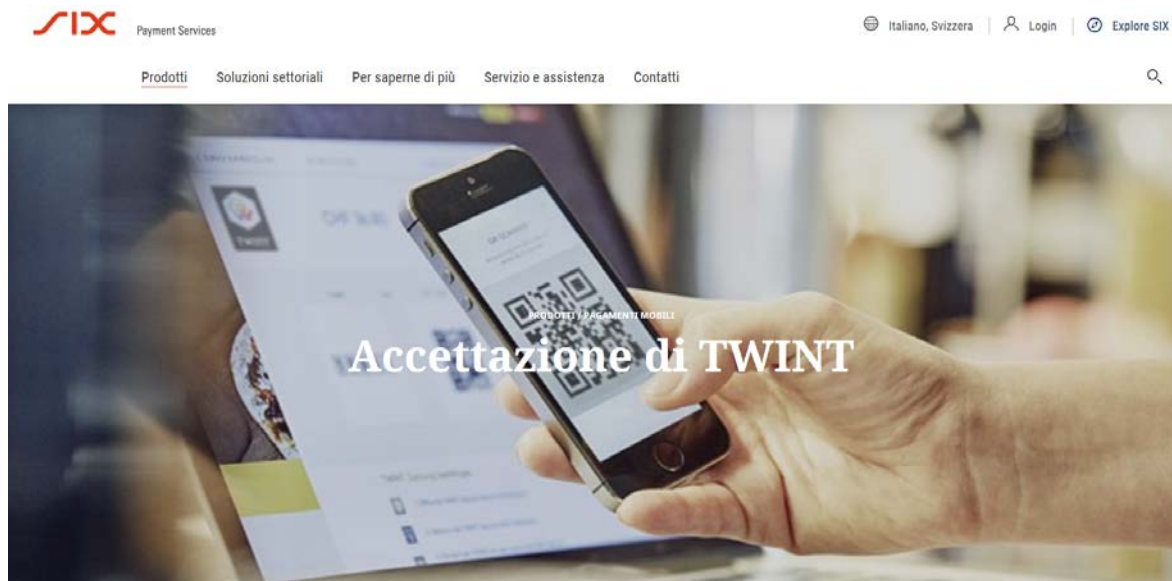 SIX Payment Services
Italiano, Svizzera Login Explore SIX
Prodotti Soluzioni settoriali Per saperne di più Servizio e assistenza Contatti
TWINT
PRODOTTI / PAGAMENTI MOBILI
Accettazione di TWINT